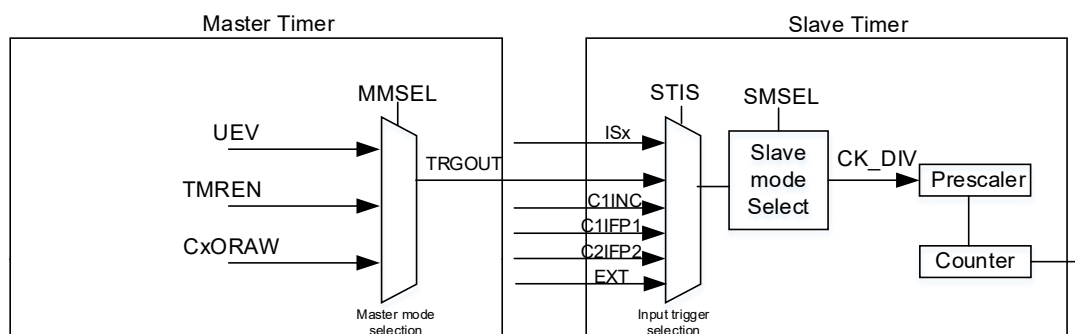 Master Timer
Slave Timer
MMSEL
STIS
SMSEL
UEV
ISx
TRGOUT
Slave
mode
Select
CK_DIV
Prescaler
TMREN
C1INC
C1IFP1
CxORAW
C2IFP2
Counter
EXT
Master mode
selection
Input trigger
selection